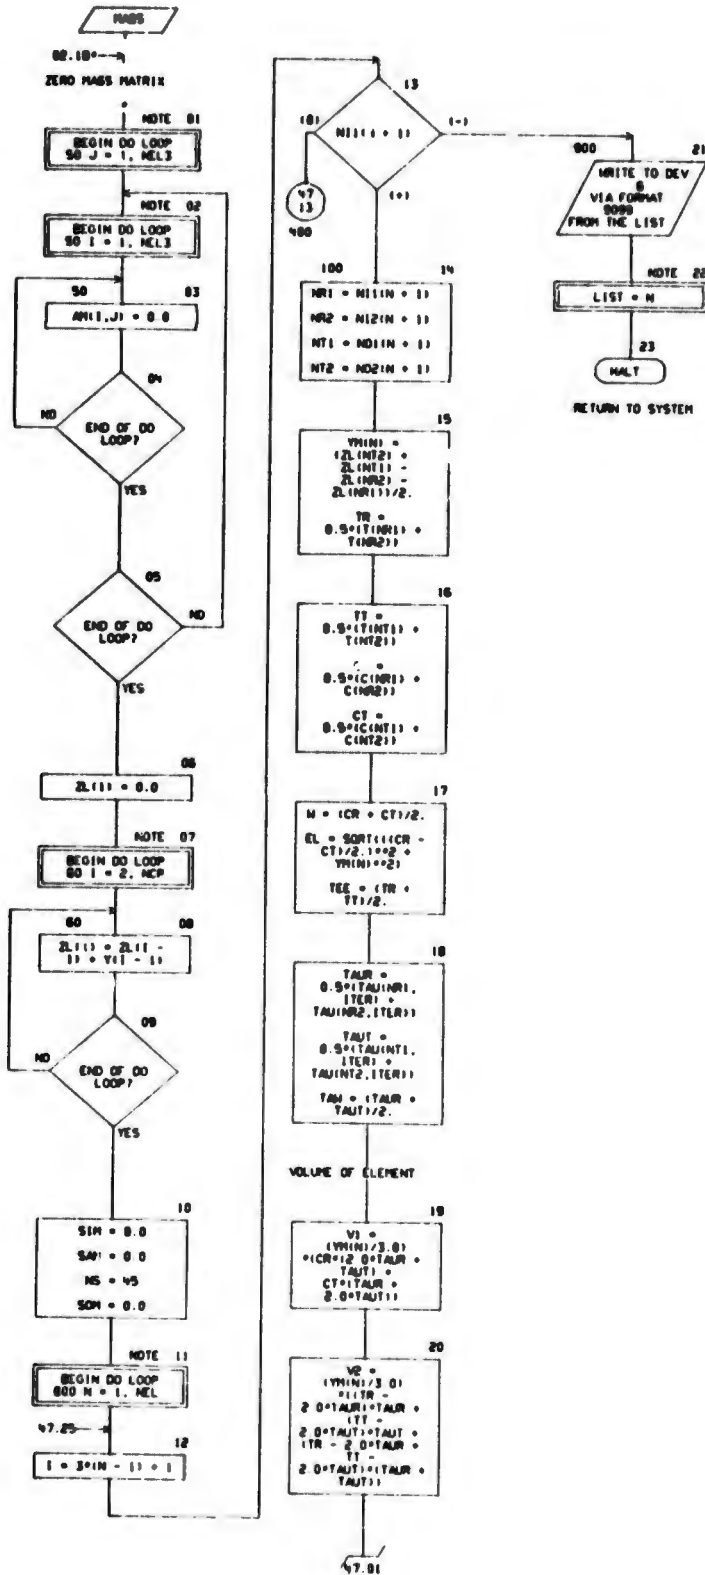 MASS
02.10*
ZERO MASS MATRIX
NOTE 01
BEGIN DO LOOP
50 J = 1, NEL3
NOTE 02
BEGIN DO LOOP
50 I = 1, NEL3
50
03
AM(I,J) = 0.0
04
NO
END OF DO
LOOP?
YES
05
NO
END OF DO
LOOP?
YES
06
ZL(1) = 0.0
NOTE 07
BEGIN DO LOOP
60 I = 2, NCP
60
08
ZL(I) = ZL(I -
1) + Y(I - 1)
09
NO
END OF DO
LOOP?
YES
10
SIM = 0.0
SAM = 0.0
NS = 45
SOM = 0.0
NOTE 11
BEGIN DO LOOP
800 N = 1, NEL
47.25
12
I = 3*(N - 1) + 1
13
(0)
(-)
(+)
47
13
400
100
14
NR1 = NI1(N + 1)
NR2 = NI2(N + 1)
NT1 = NO1(N + 1)
NT2 = NO2(N + 1)
15
YM(N) =
(ZL(NT2) +
ZL(NT1) -
ZL(NR2) -
ZL(NR1))/2.
TR =
0.5*(T(NR1) +
T(NR2))
16
TT =
0.5*(T(NT1) +
T(NT2))
=
0.5*(C(NR1) +
C(NR2))
CT =
0.5*(C(NT1) +
C(NT2))
17
W = (CR + CT)/2.
EL = SQRT(((CR -
CT)/2.)**2 +
YM(N)**2)
TEE = (TR +
TT)/2.
18
TAUR =
0.5*(TAU(NR1,
ITER) +
TAU(NR2,ITER))
TAUT =
0.5*(TAU(NT1,
ITER) +
TAU(NT2,ITER))
TAW = (TAUR +
TAUT)/2.
VOLUME OF ELEMENT
19
V1 =
(YM(N)/3.0)
*(CR*(2.0*TAUR +
TAUT) +
CT*(TAUR +
2.0*TAUT))
20
V2 =
(YM(N)/3.0)
*((TR -
2.0*TAUR)*TAUR +
(TT -
2.0*TAUT)*TAUT +
(TR - 2.0*TAUR +
TT -
2.0*TAUT)*(TAUR +
TAUT))
47.01
900
21
WRITE TO DEV
6
VIA FORMAT
9099
FROM THE LIST
NOTE 22
LIST = N
23
HALT
RETURN TO SYSTEM